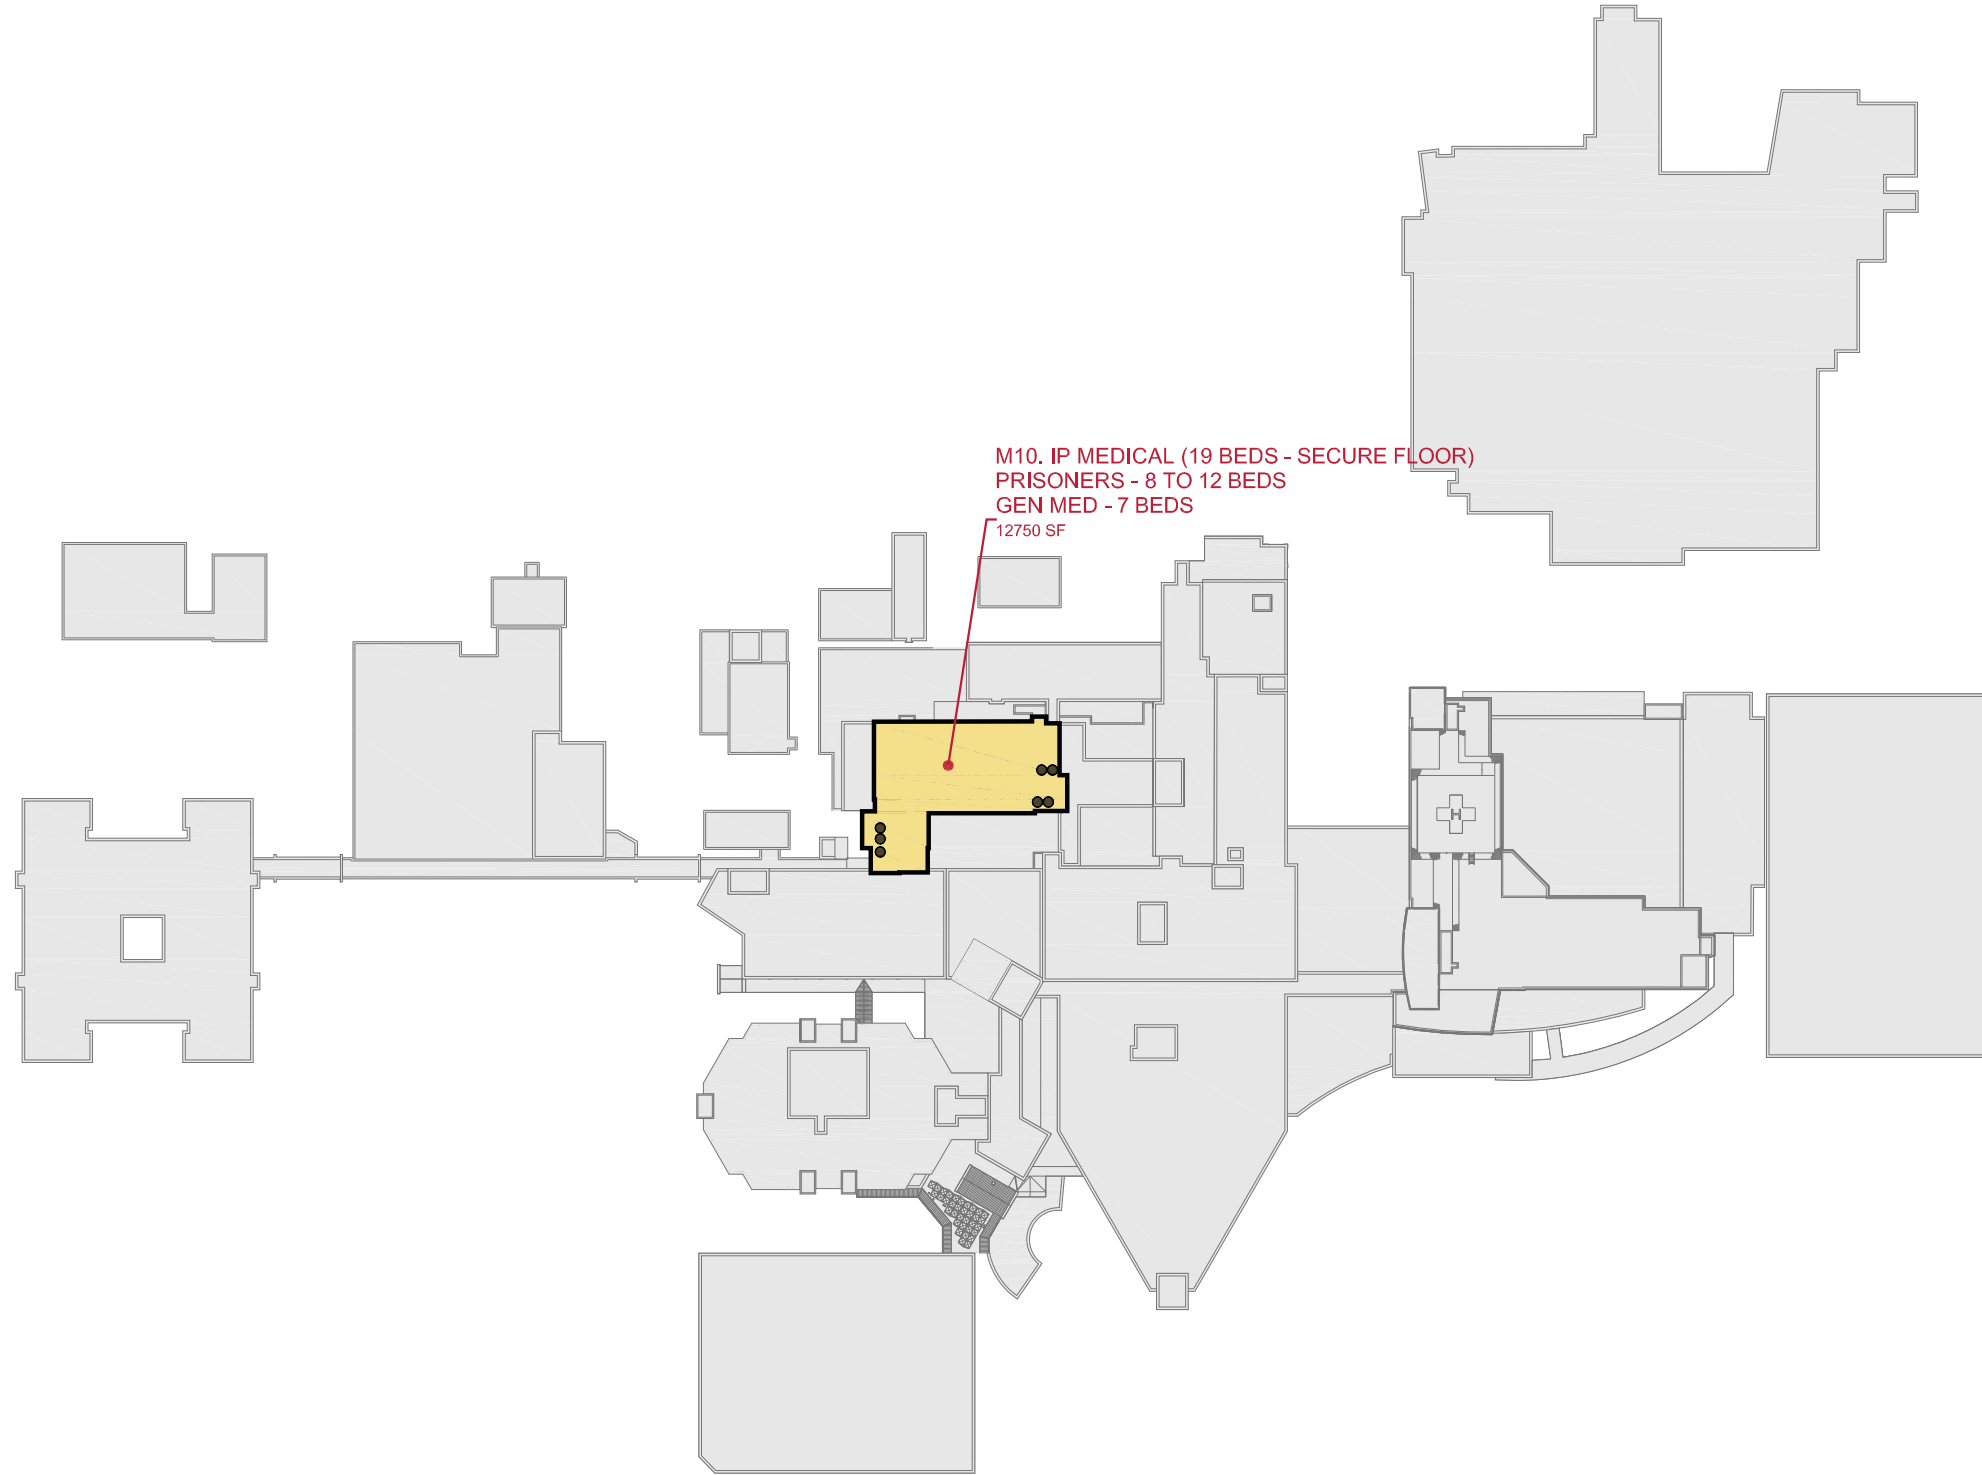 M10. IP MEDICAL (19 BEDS - SECURE FLOOR)
PRISONERS - 8 TO 12 BEDS
GEN MED - 7 BEDS
12750 SF
H